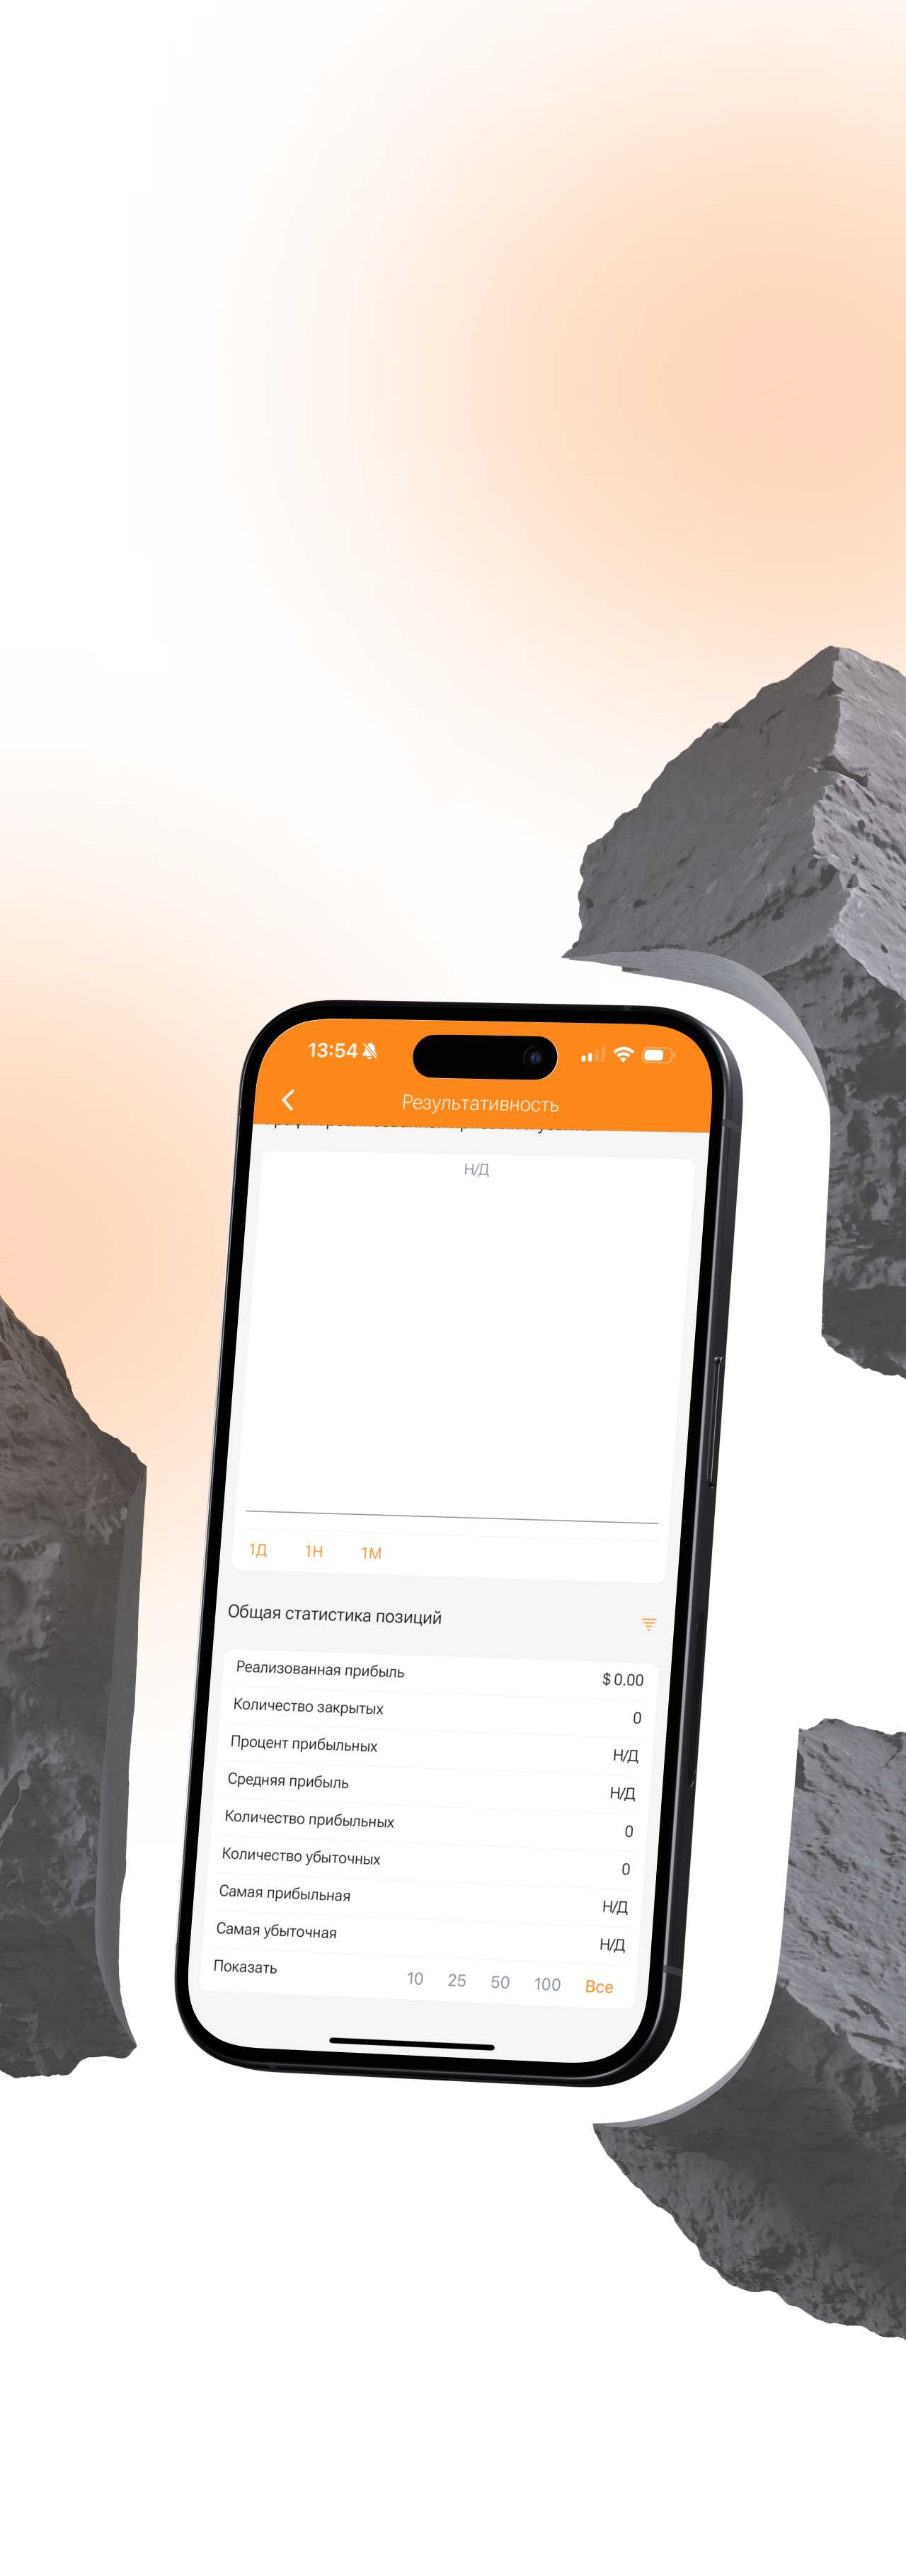 13:54
Результативность
Н/Д
1Д 1Н 1М
Общая статистика позиций
Реализованная прибыль $ 0.00
Количество закрытых 0
Процент прибыльных Н/Д
Средняя прибыль Н/Д
Количество прибыльных 0
Количество убыточных 0
Самая прибыльная Н/Д
Самая убыточная Н/Д
Показать 10 25 50 100 Все